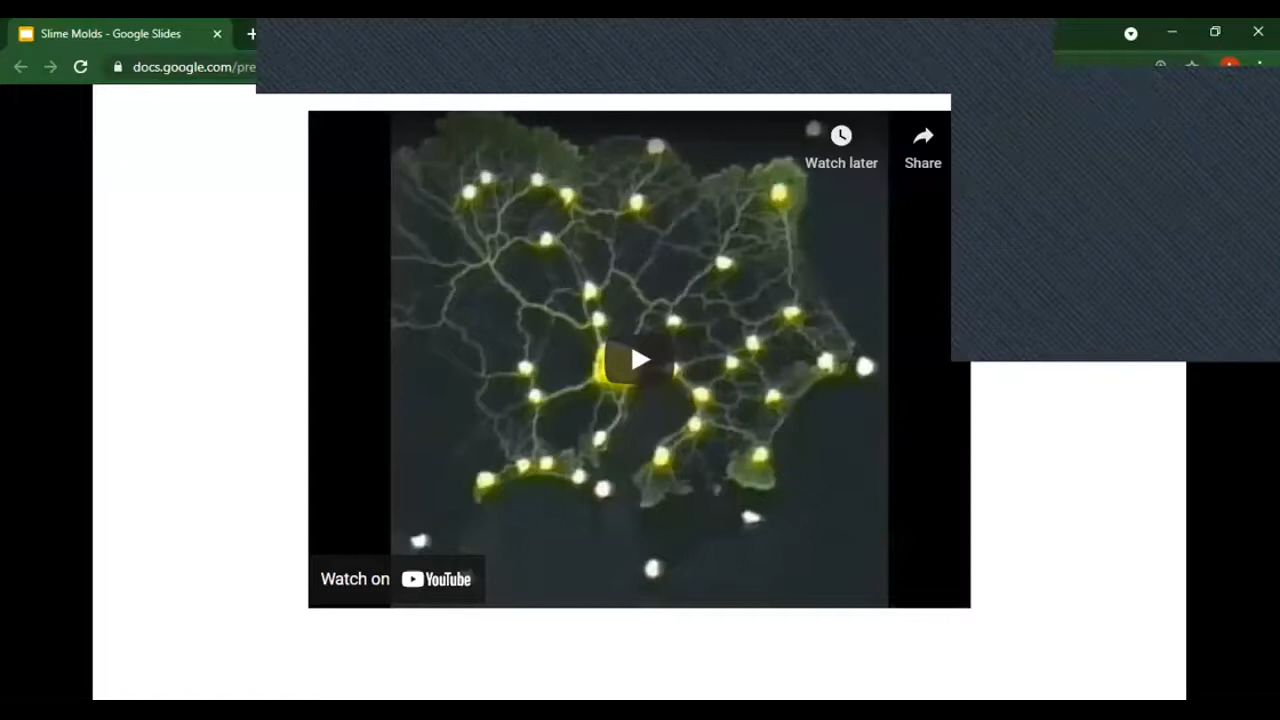 Slime Molds - Google Slides
docs.google.com/pre
Watch later
Share
Watch on YouTube